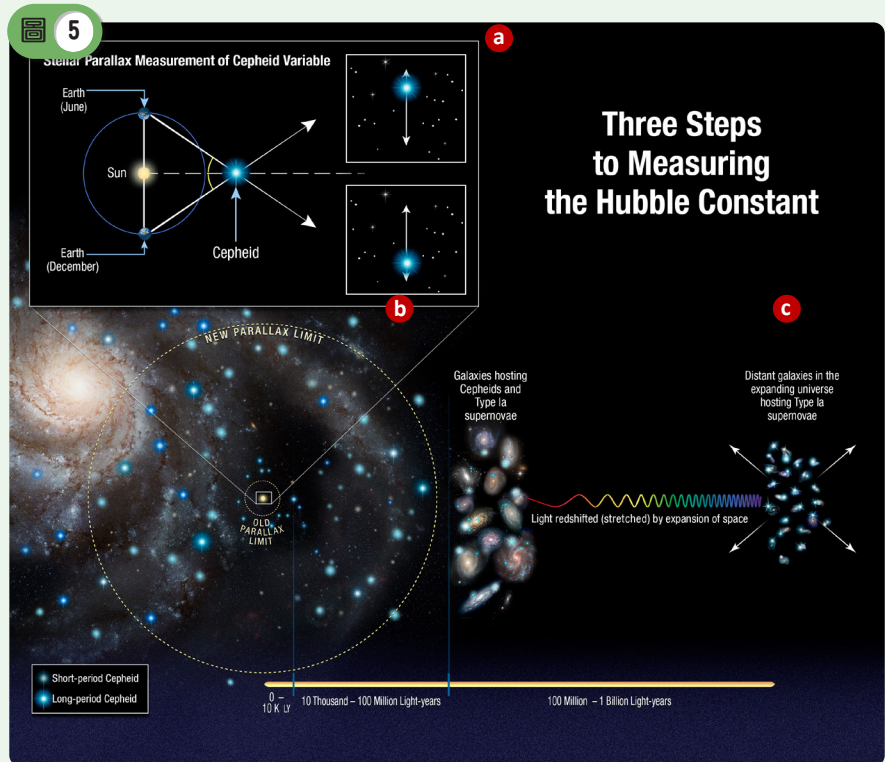 5
a
Stellar Parallax Measurement of Cepheid Variable
Earth
(June)
Sun
Earth
(December)
Cepheid
Three Steps
to Measuring
the Hubble Constant
b
c
NEW PARALLAX LIMIT
OLD
PARALLAX
LIMIT
Galaxies hosting
Cepheids and
Type Ia
supernovae
Light redshifted (stretched) by expansion of space
Distant galaxies in the
expanding universe
hosting Type Ia
supernovae
Short-period Cepheid
Long-period Cepheid
0 –
10 K LY
10 Thousand – 100 Million Light-years
100 Million – 1 Billion Light-years